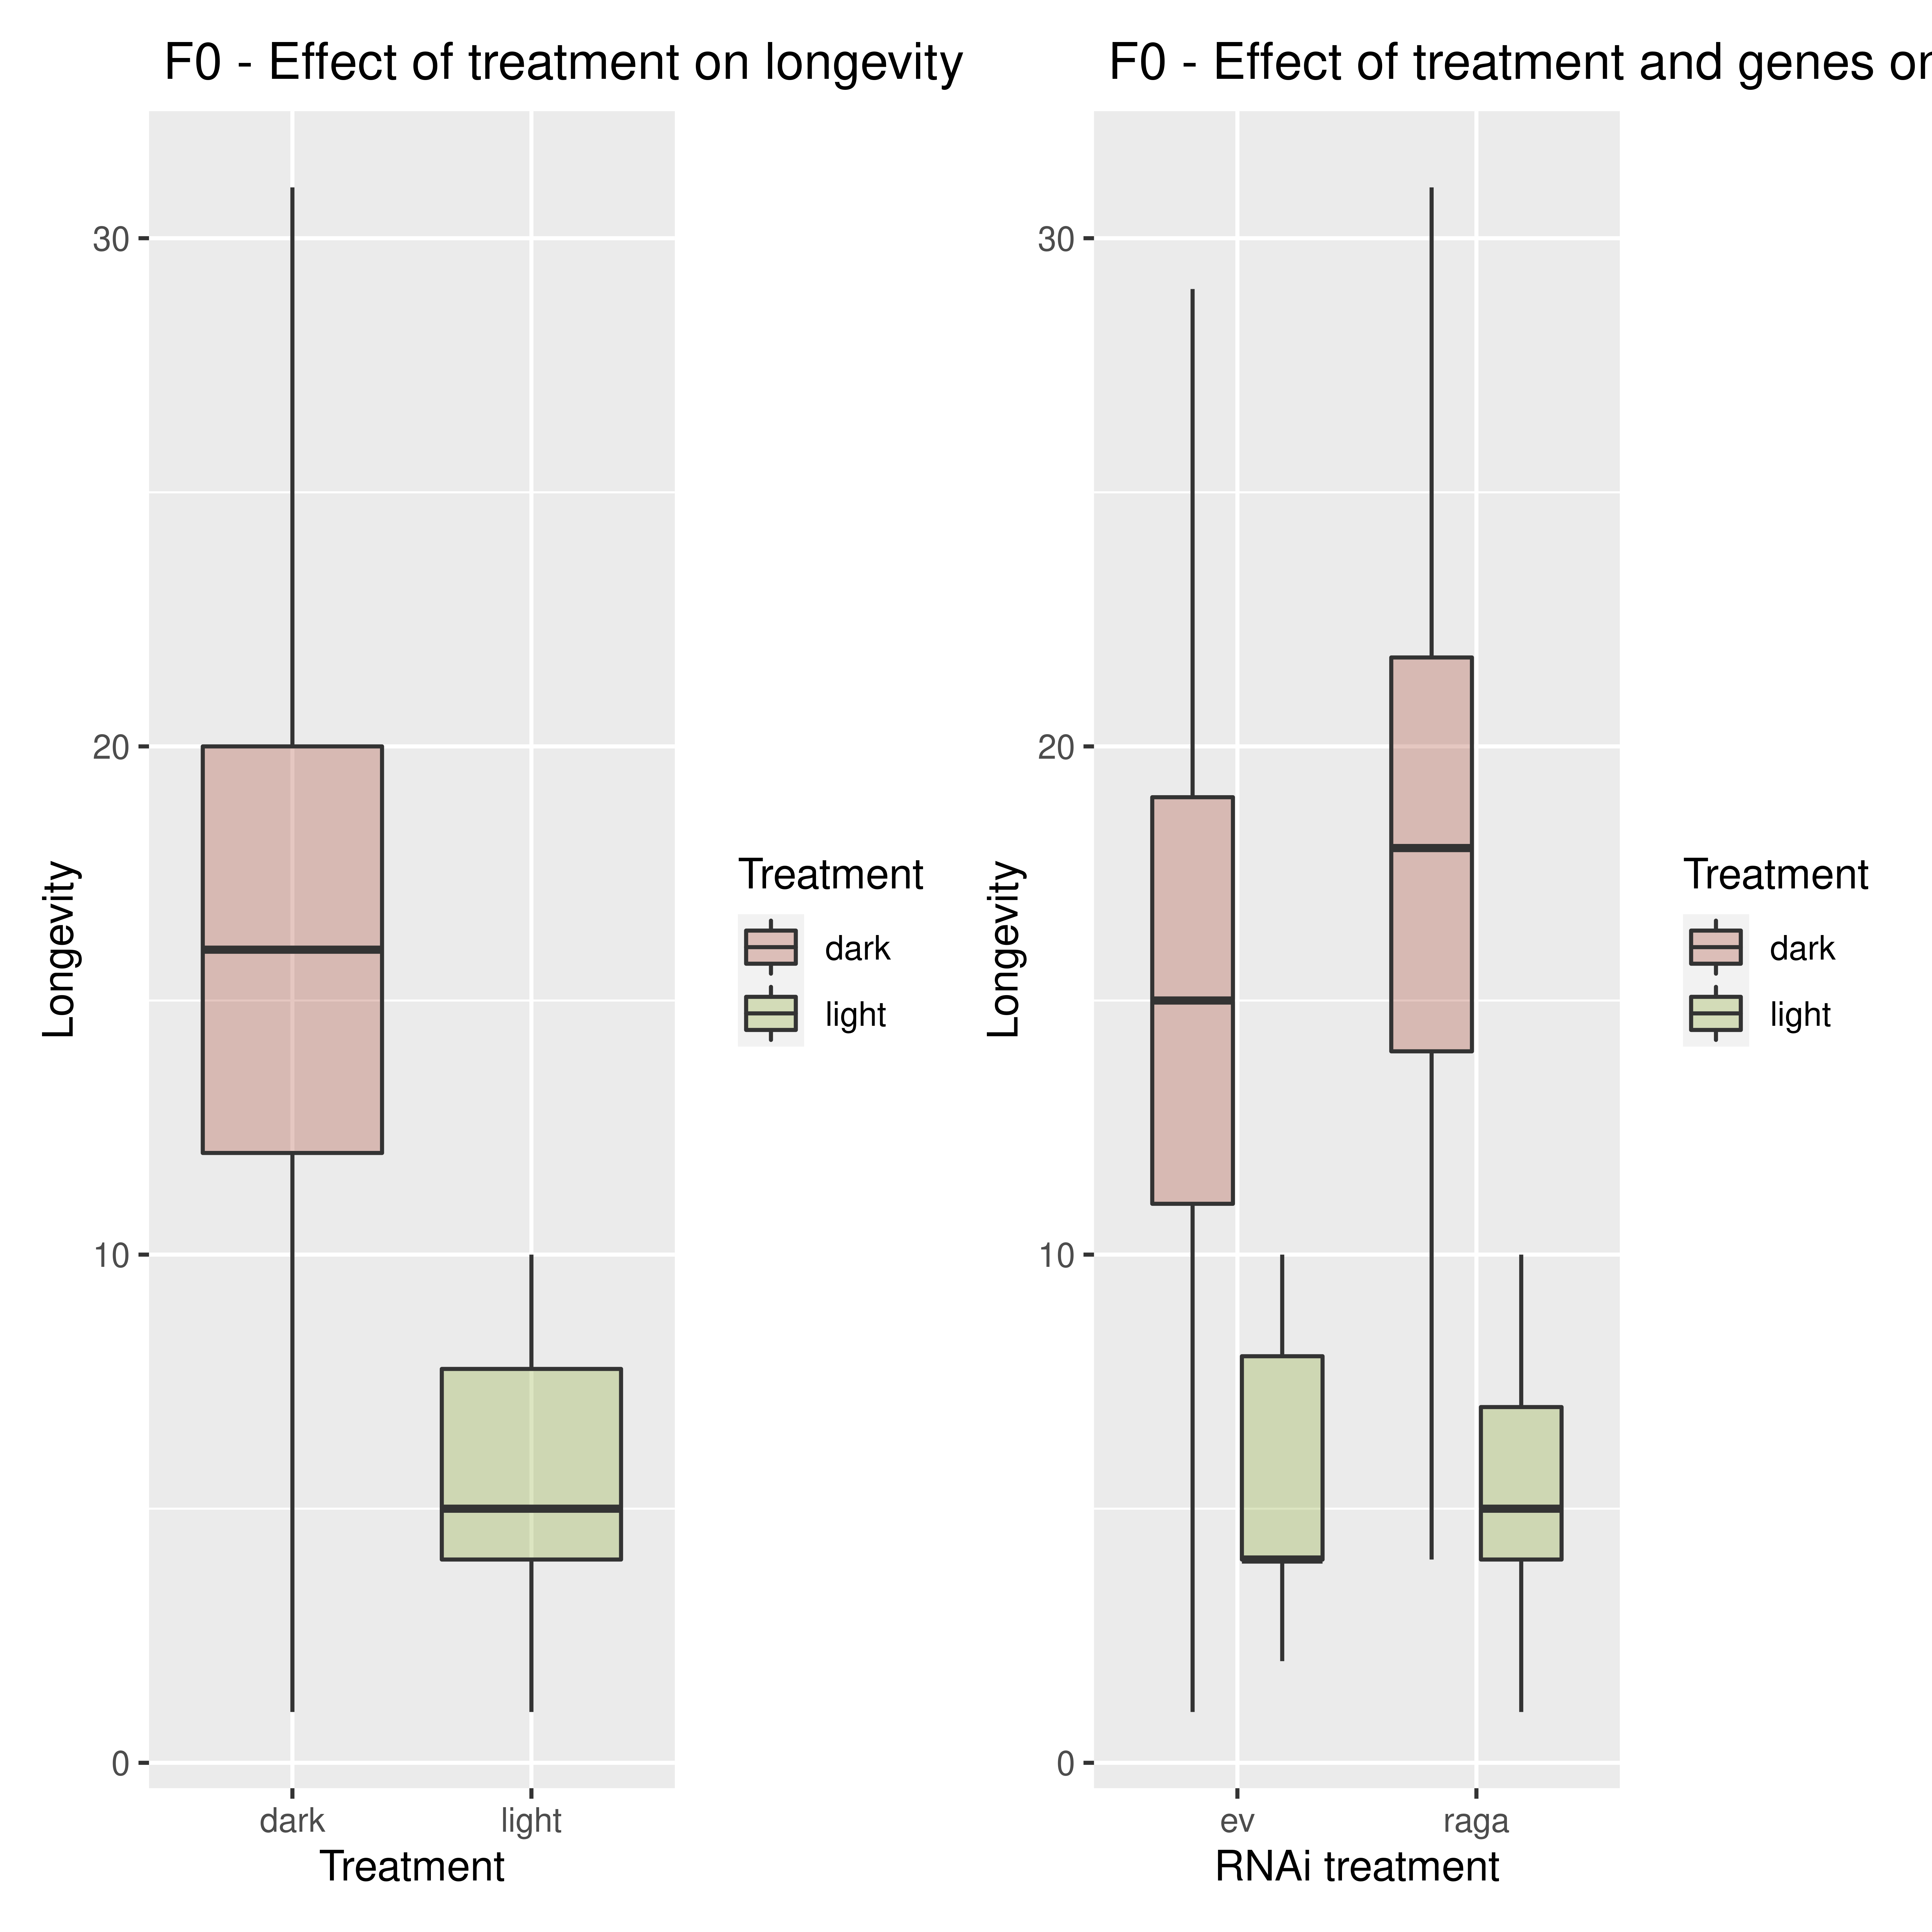 F0 - Effect of treatment on longevity
Longevity
30
20
10
0
dark
light
Treatment
Treatment
dark
light
F0 - Effect of treatment and genes
Longevity
30
20
10
0
ev
raga
RNAi treatment
Treatment
dark
light